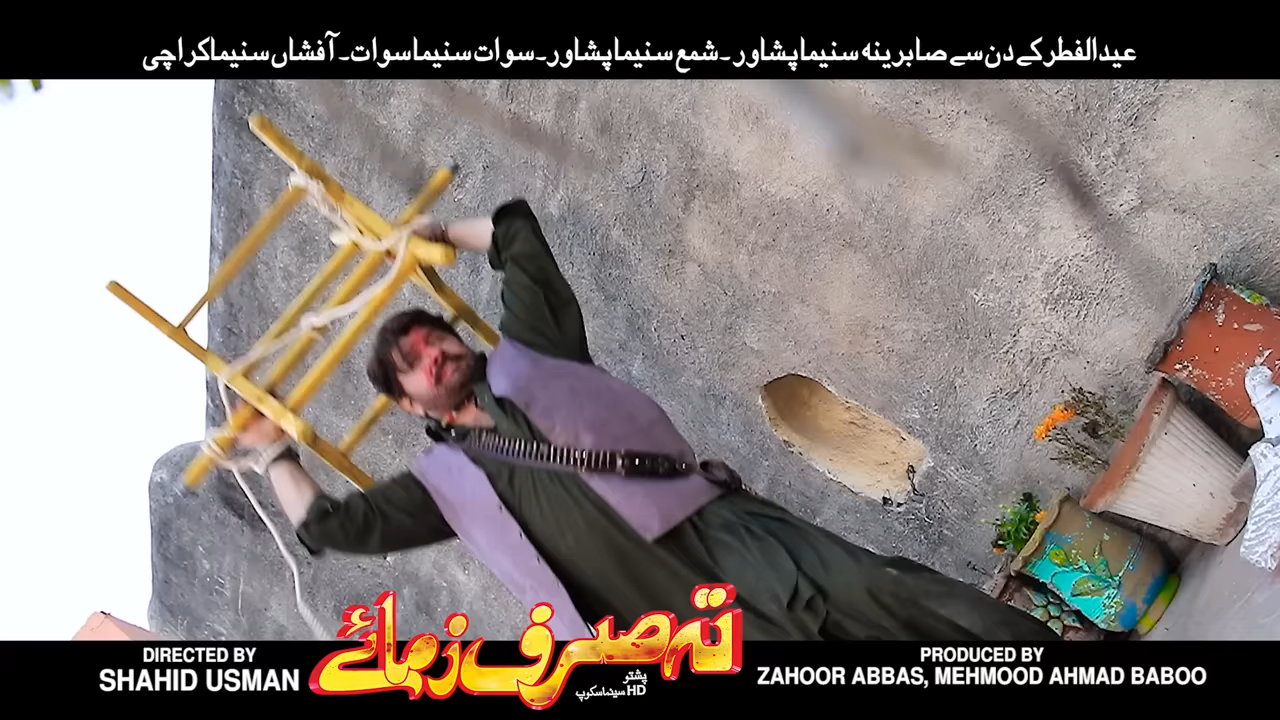 عیدالفطر کے دن سے صابرینہ سنیما پشاور ۔ شمع سنیما پشاور ۔ سوات سنیما سوات ۔ آفشاں سنیما کراچی
DIRECTED BY
SHAHID USMAN
تہ صرف زمائے
پشتو
HD سینماسکوپ
PRODUCED BY
ZAHOOR ABBAS, MEHMOOD AHMAD BABOO